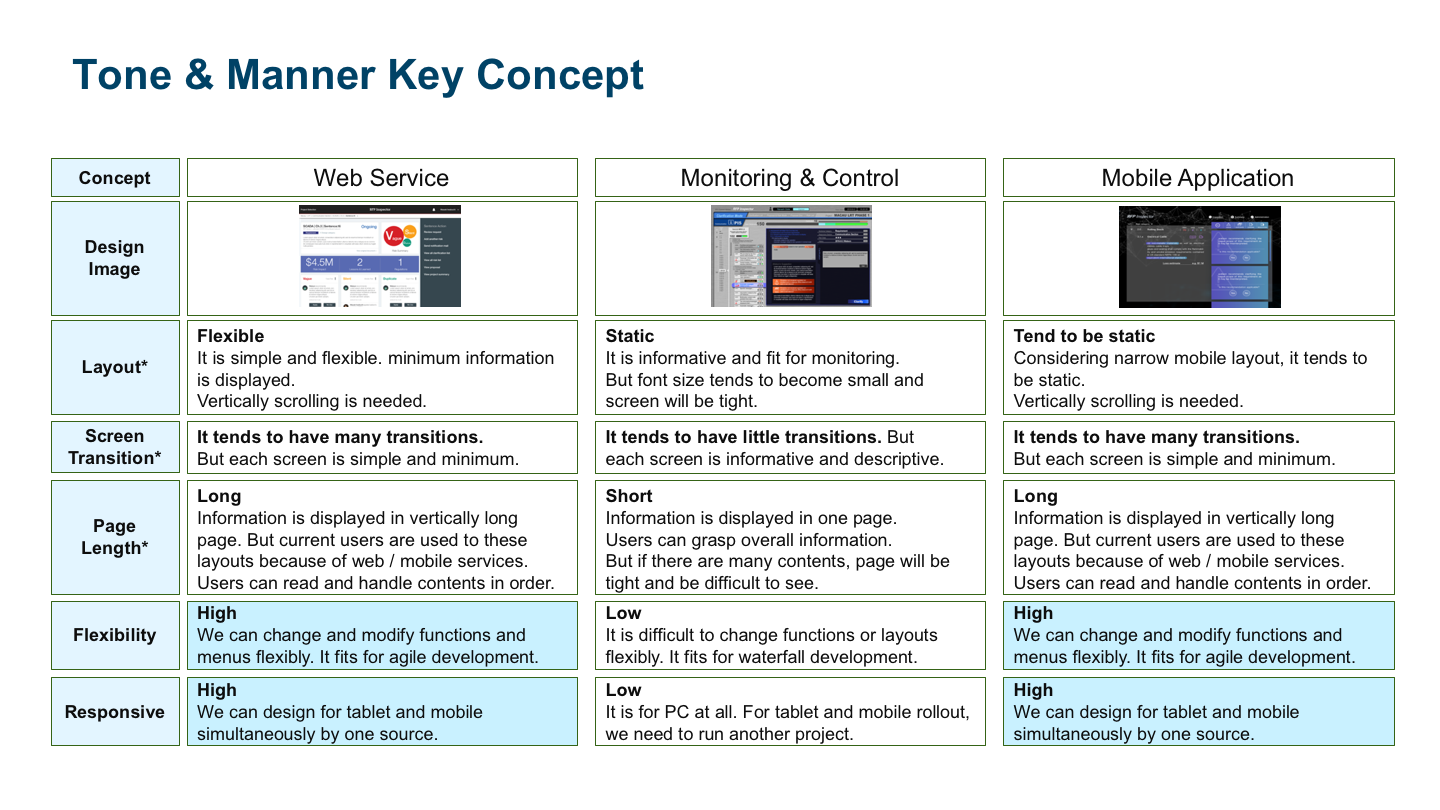 Tone & Manner Key Concept
Concept
Web Service
Monitoring & Control
Mobile Application
Design
Image
$4.5M
2
1
Layout*
Flexible
It is simple and flexible. minimum information
is displayed.
Vertically scrolling is needed.
Static
It is informative and fit for monitoring.
But font size tends to become small and
screen will be tight.
Tend to be static
Considering narrow mobile layout, it tends to
be static.
Vertically scrolling is needed.
Screen
Transition*
It tends to have many transitions.
But each screen is simple and minimum.
It tends to have little transitions. But
each screen is informative and descriptive.
It tends to have many transitions.
But each screen is simple and minimum.
Page
Length*
Long
Information is displayed in vertically long
page. But current users are used to these
layouts because of web / mobile services.
Users can read and handle contents in order.
Short
Information is displayed in one page.
Users can grasp overall information.
But if there are many contents, page will be
tight and be difficult to see.
Long
Information is displayed in vertically long
page. But current users are used to these
layouts because of web / mobile services.
Users can read and handle contents in order.
Flexibility
High
We can change and modify functions and
menus flexibly. It fits for agile development.
Low
It is difficult to change functions or layouts
flexibly. It fits for waterfall development.
High
We can change and modify functions and
menus flexibly. It fits for agile development.
Responsive
High
We can design for tablet and mobile
simultaneously by one source.
Low
It is for PC at all. For tablet and mobile rollout,
we need to run another project.
High
We can design for tablet and mobile
simultaneously by one source.